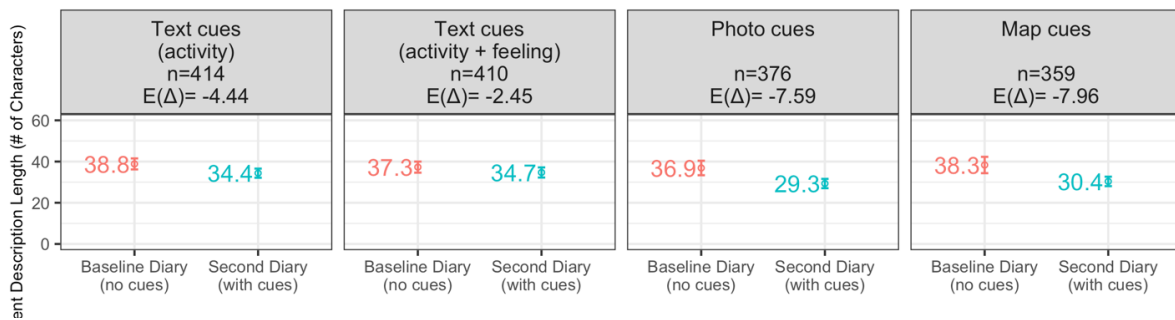 Text cues
(activity)
n=414
E(Δ)= -4.44
Text cues
(activity + feeling)
n=410
E(Δ)= -2.45
Photo cues
n=376
E(Δ)= -7.59
Map cues
n=359
E(Δ)= -7.96
ent Description Length (# of Characters)
60
40
20
0
38.8
34.4
37.3
34.7
36.9
29.3
38.3
30.4
Baseline Diary
(no cues)
Second Diary
(with cues)
Baseline Diary
(no cues)
Second Diary
(with cues)
Baseline Diary
(no cues)
Second Diary
(with cues)
Baseline Diary
(no cues)
Second Diary
(with cues)